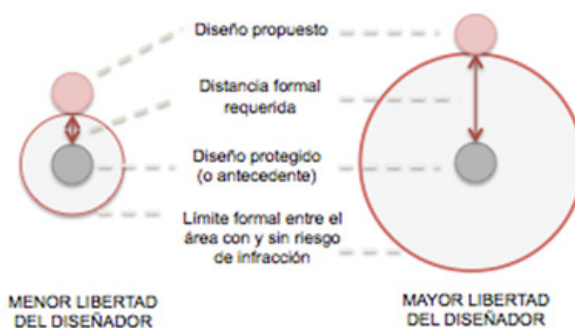 Diseño propuesto
Distancia formal
requerida
Diseño protegido
(o antecedente)
Límite formal entre el
área con y sin riesgo
de infracción
MENOR LIBERTAD
DEL DISEÑADOR
MAYOR LIBERTAD
DEL DISEÑADOR